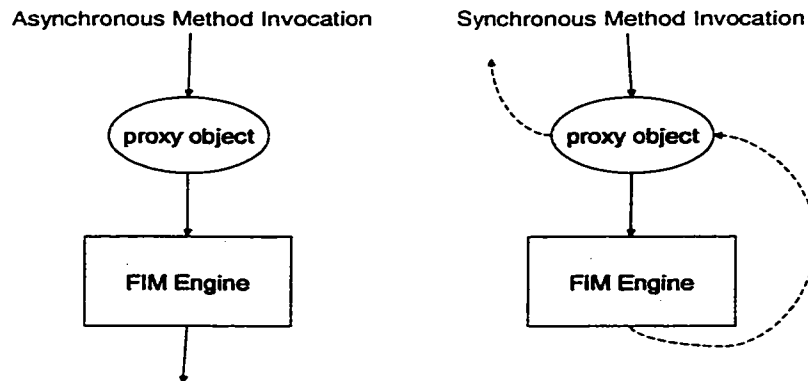 Asynchronous Method Invocation
Synchronous Method Invocation
proxy object
proxy object
FIM Engine
FIM Engine